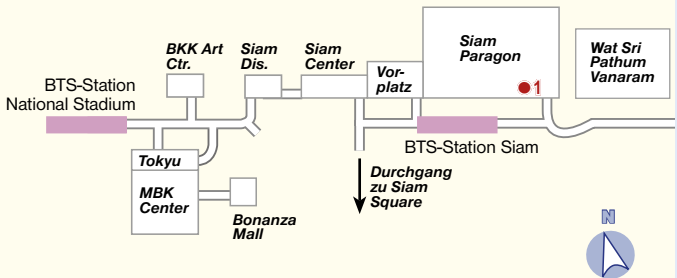 BKK Art
Ctr.
Siam
Dis.
Siam
Center
Vor-
platz
Siam
Paragon
1
Wat Sri
Pathum
Vanaram
BTS-Station
National Stadium
BTS-Station Siam
Tokyu
MBK
Center
Bonanza
Mall
Durchgang
zu Siam
Square
N